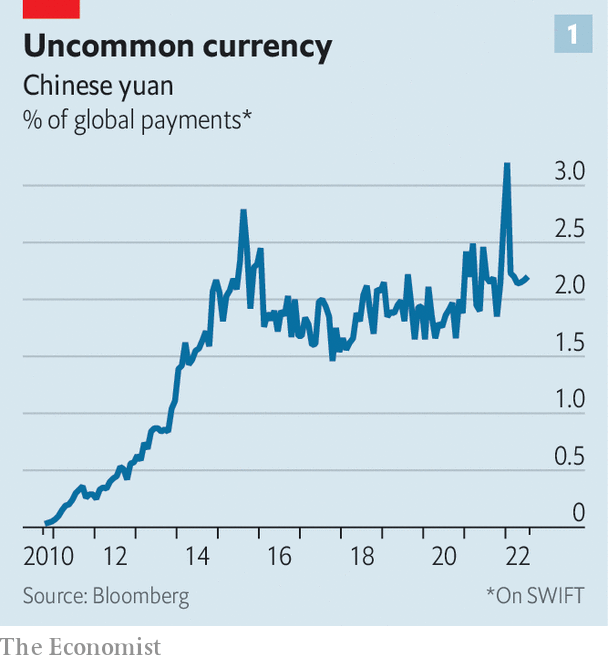 1
Uncommon currency
Chinese yuan
% of global payments*
3.0
2.5
2.0
1.5
1.0
0.5
0
2010 12 14 16 18 20 22
Source: Bloomberg *On SWIFT
The Economist